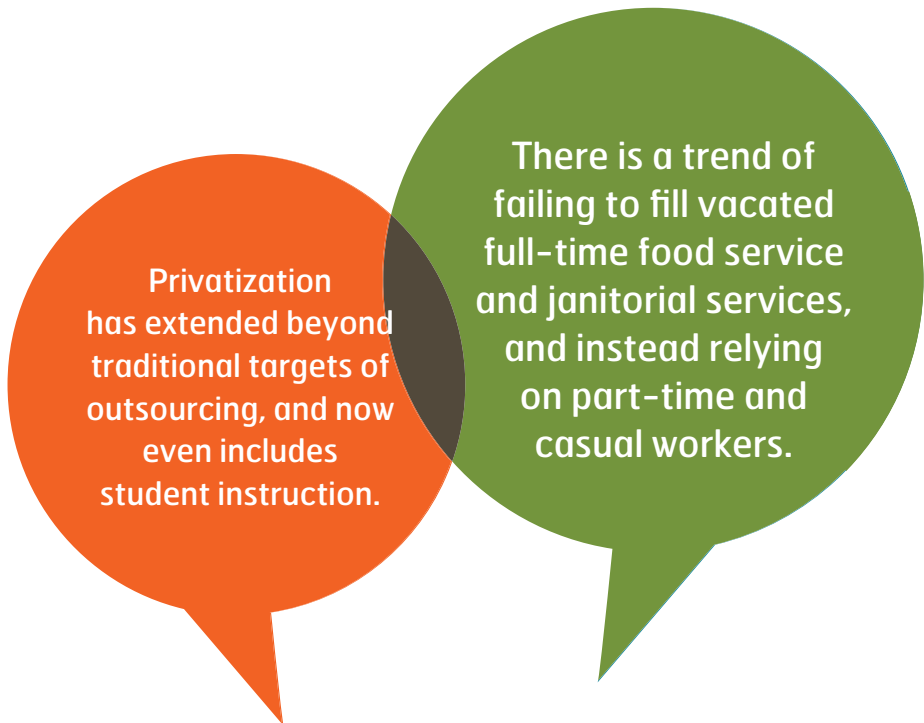 Privatization
has extended beyond
traditional targets of
outsourcing, and now
even includes
student instruction.
There is a trend of
failing to fill vacated
full-time food service
and janitorial services,
and instead relying
on part-time and
casual workers.